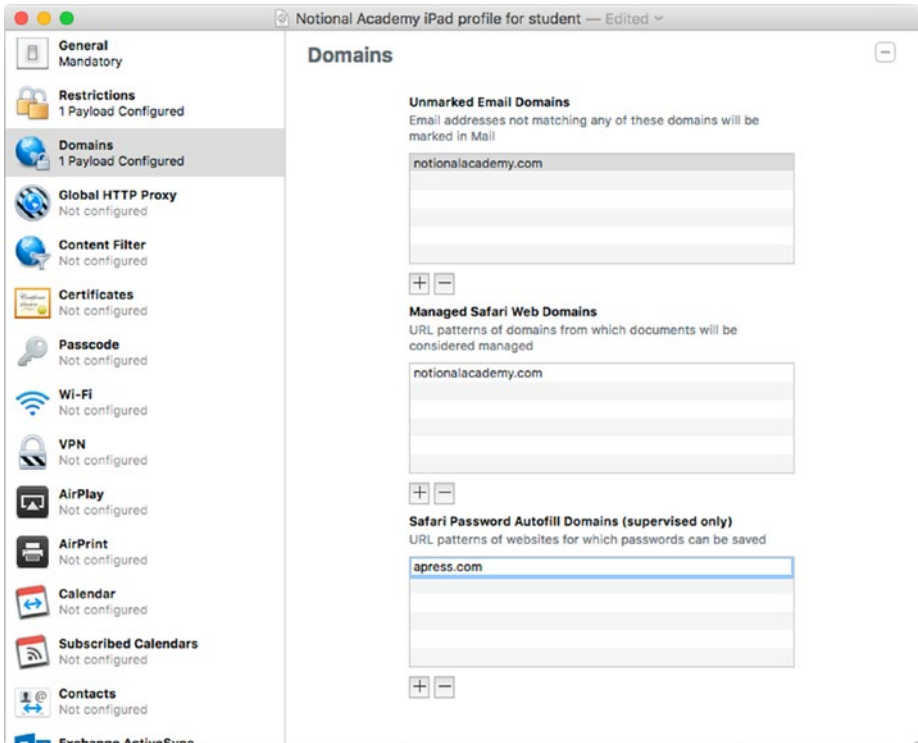 Notional Academy iPad profile for student — Edited
General
Mandatory
Restrictions
1 Payload Configured
Domains
1 Payload Configured
Global HTTP Proxy
Not configured
Content Filter
Not configured
Certificates
Not configured
Passcode
Not configured
Wi-Fi
Not configured
VPN
Not configured
AirPlay
Not configured
AirPrint
Not configured
Calendar
Not configured
Subscribed Calendars
Not configured
Contacts
Not configured
Exchange ActiveSync
Domains
Unmarked Email Domains
Email addresses not matching any of these domains will be
marked in Mail
notionalacademy.com
Managed Safari Web Domains
URL patterns of domains from which documents will be
considered managed
notionalacademy.com
Safari Password Autofill Domains (supervised only)
URL patterns of websites for which passwords can be saved
apress.com